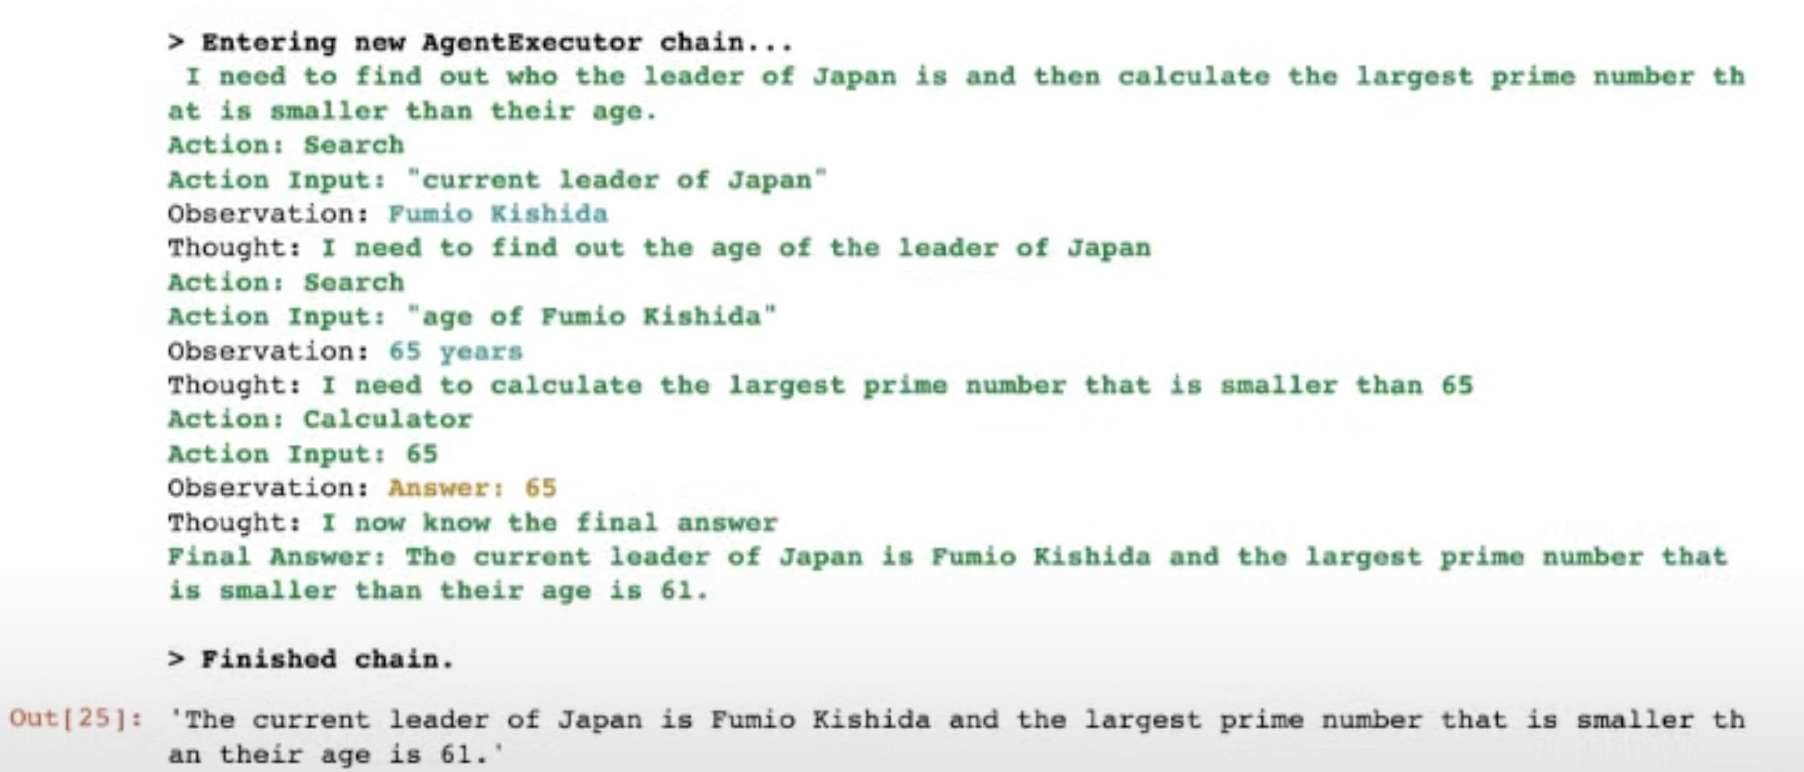 > Entering new AgentExecutor chain...
I need to find out who the leader of Japan is and then calculate the largest prime number th
at is smaller than their age.
Action: Search
Action Input: "current leader of Japan"
Observation: Fumio Kishida
Thought: I need to find out the age of the leader of Japan
Action: Search
Action Input: "age of Fumio Kishida"
Observation: 65 years
Thought: I need to calculate the largest prime number that is smaller than 65
Action: Calculator
Action Input: 65
Observation: Answer: 65
Thought: I now know the final answer
Final Answer: The current leader of Japan is Fumio Kishida and the largest prime number that
is smaller than their age is 61.
> Finished chain.
Out[25]: 'The current leader of Japan is Fumio Kishida and the largest prime number that is smaller th
an their age is 61.'